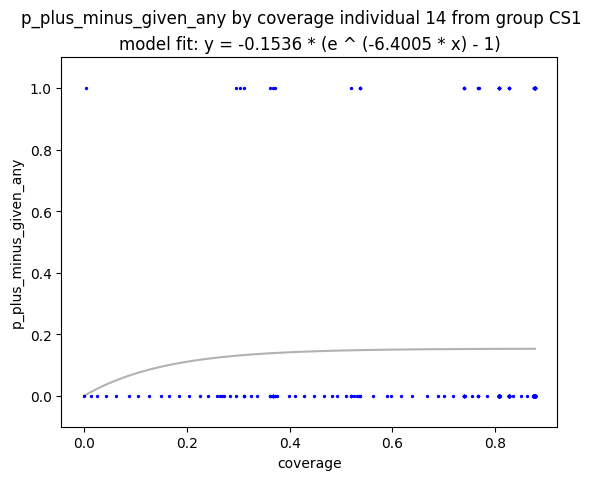 p_plus_minus_given_any by coverage individual 14 from group CS1
model fit: y = -0.1536 * (e ^ (-6.4005 * x) - 1)
1.0
0.8
0.6
0.4
0.2
0.0
p_plus_minus_given_any
0.0 0.2 0.4 0.6 0.8
coverage